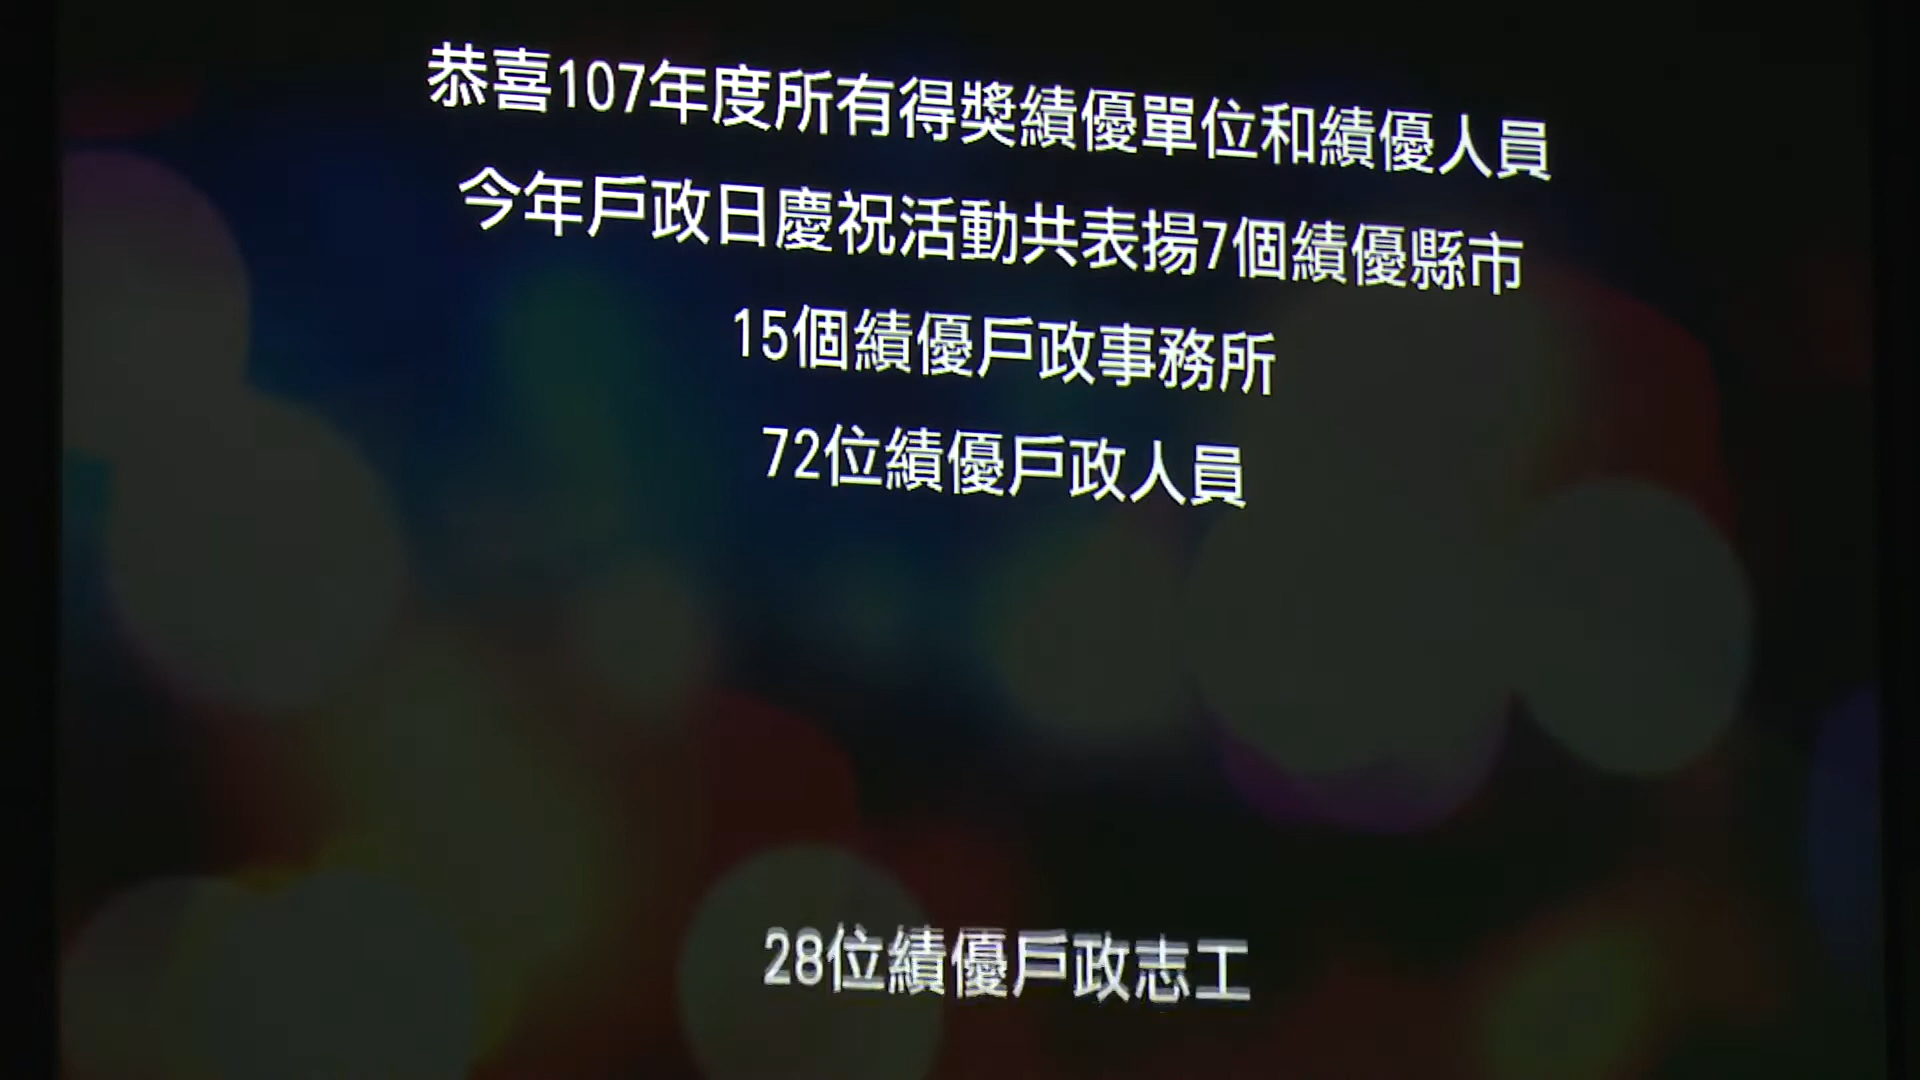 恭喜107年度所有得獎績優單位和績優人員
今年戶政日慶祝活動共表揚7個績優縣市
15個績優戶政事務所
72位績優戶政人員
28位績優戶政志工